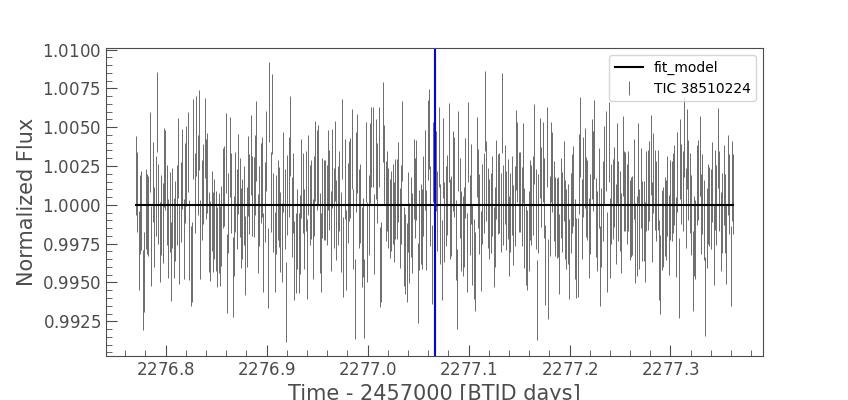 1.0100
1.0075
1.0050
1.0025
1.0000
0.9975
0.9950
0.9925
Normalized Flux
fit_model
TIC 38510224
2276.8 2276.9 2277.0 2277.1 2277.2 2277.3
Time - 2457000 [BTJD days]